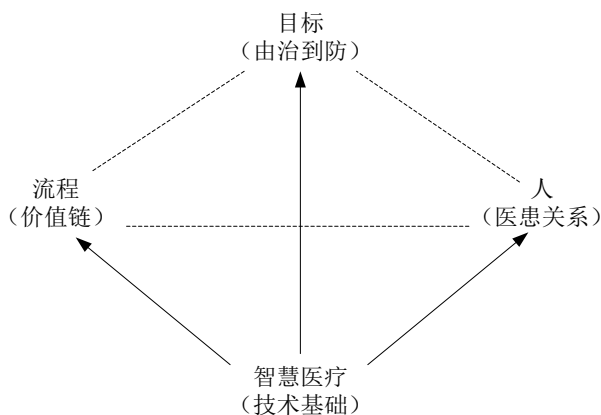 目标
（由治到防）
流程
（价值链）
人
（医患关系）
智慧医疗
（技术基础）